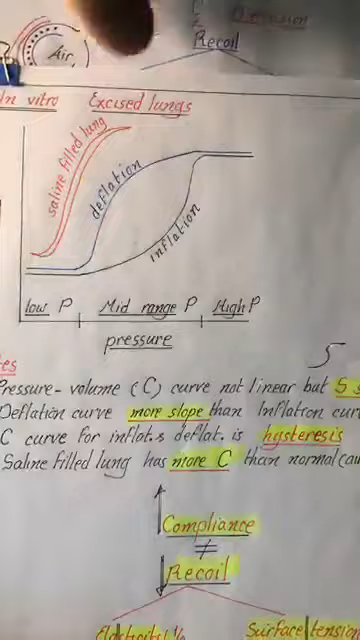 Recoil
Air
In vitro Excised lungs
saline filled lung
deflation
inflation
low P Mid range P High P
pressure
5
Pressure-volume (C) curve not linear but S
Deflation curve more slope than Inflation
C curve for inflat. & deflat. is hysteresis
Saline filled lung has more C than normal
Compliance
≠
Recoil
Surface tension